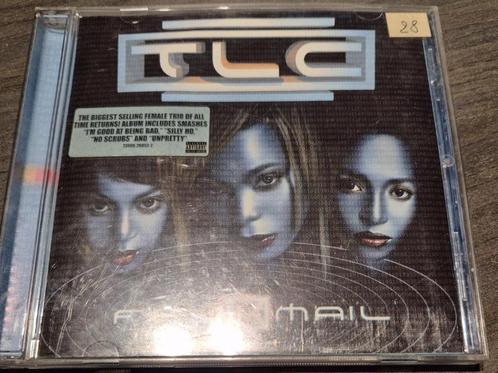 TLC
28
THE BIGGEST SELLING FEMALE TRIO OF ALL
TIME RETURNS! ALBUM INCLUDES SMASHES
"I'M GOOD AT BEING BAD," "SILLY HO,"
"NO SCRUBS" AND "UNPRETTY"
MAIL